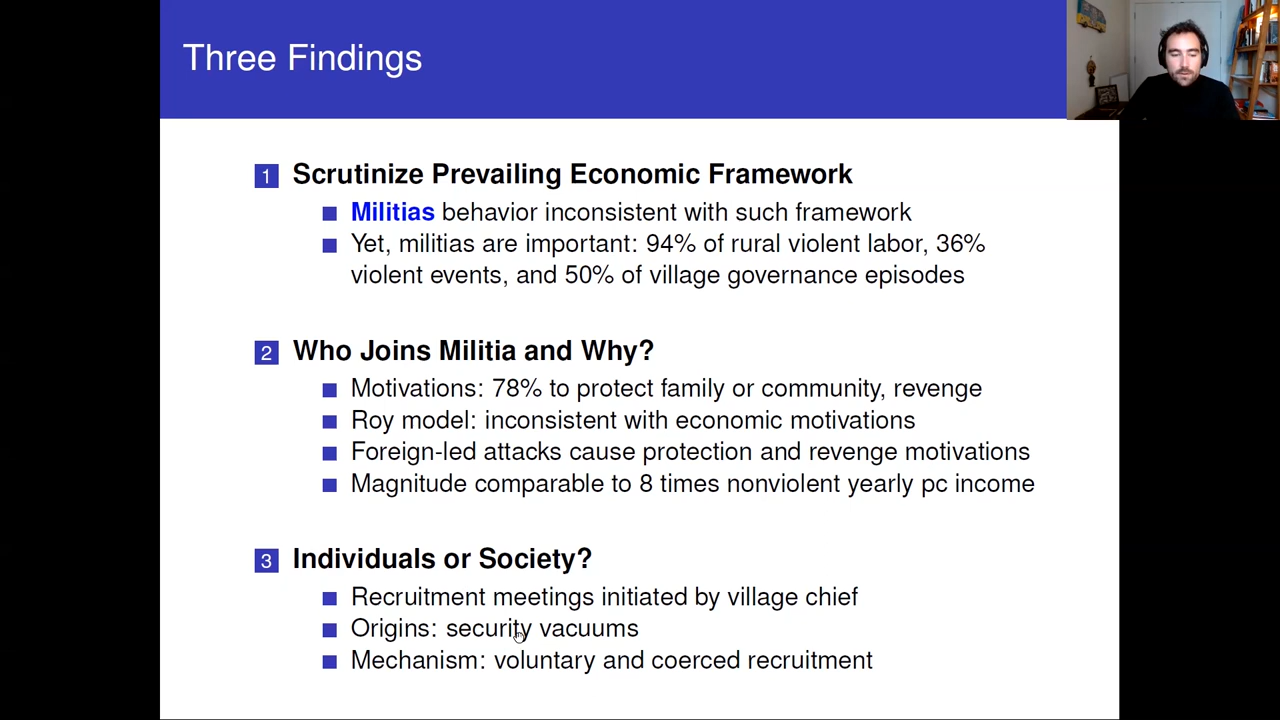 Three Findings
1 Scrutinize Prevailing Economic Framework
Militias behavior inconsistent with such framework
Yet, militias are important: 94% of rural violent labor, 36%
violent events, and 50% of village governance episodes
2 Who Joins Militia and Why?
Motivations: 78% to protect family or community, revenge
Roy model: inconsistent with economic motivations
Foreign-led attacks cause protection and revenge motivations
Magnitude comparable to 8 times nonviolent yearly pc income
3 Individuals or Society?
Recruitment meetings initiated by village chief
Origins: security vacuums
Mechanism: voluntary and coerced recruitment